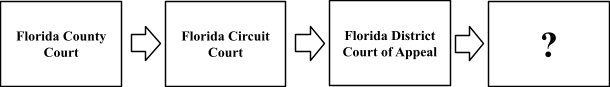 Florida County
Court
Florida Circuit
Court
Florida District
Court of Appeal
?